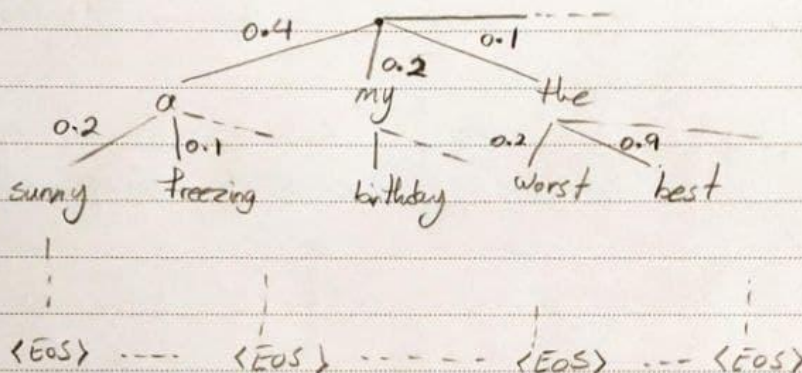 0.4 0.2 0.1
a my the
0.2 0.1 0.2 0.9
sunny freezing birthday worst best
<EOS> <EOS> <EOS> <EOS>